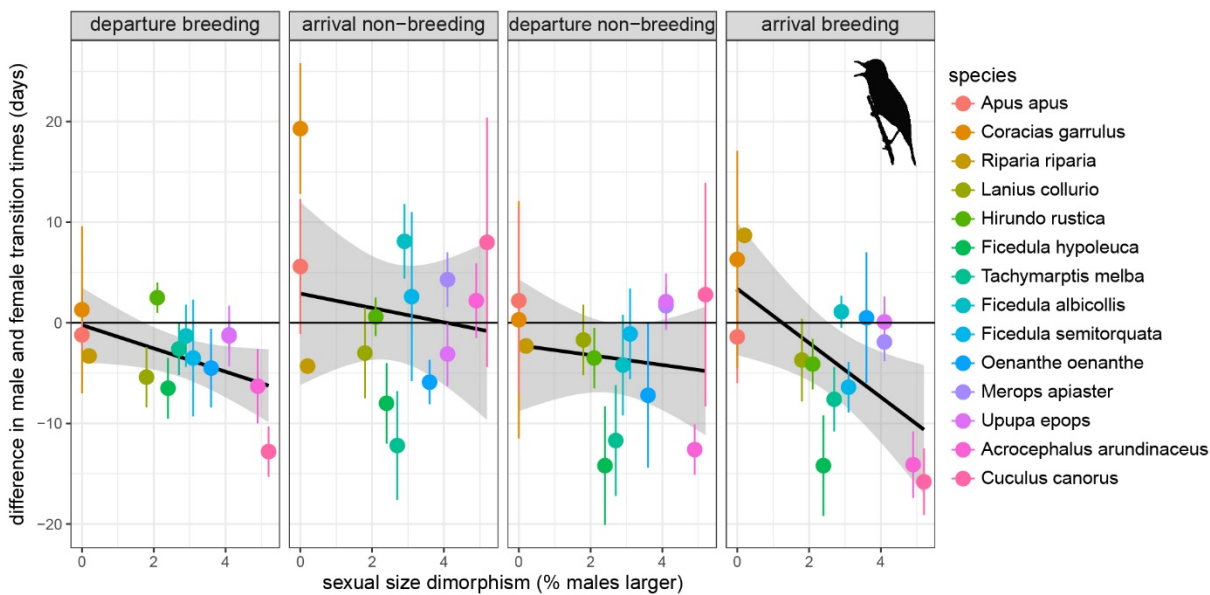 departure breeding
arrival non−breeding
departure non−breeding
arrival breeding
difference in male and female transition times (days)
20
10
0
−10
−20
0 2 4
0 2 4
0 2 4
0 2 4
sexual size dimorphism (% males larger)
species
Apus apus
Coracias garrulus
Riparia riparia
Lanius collurio
Hirundo rustica
Ficedula hypoleuca
Tachymarptis melba
Ficedula albicollis
Ficedula semitorquata
Oenanthe oenanthe
Merops apiaster
Upupa epops
Acrocephalus arundinaceus
Cuculus canorus